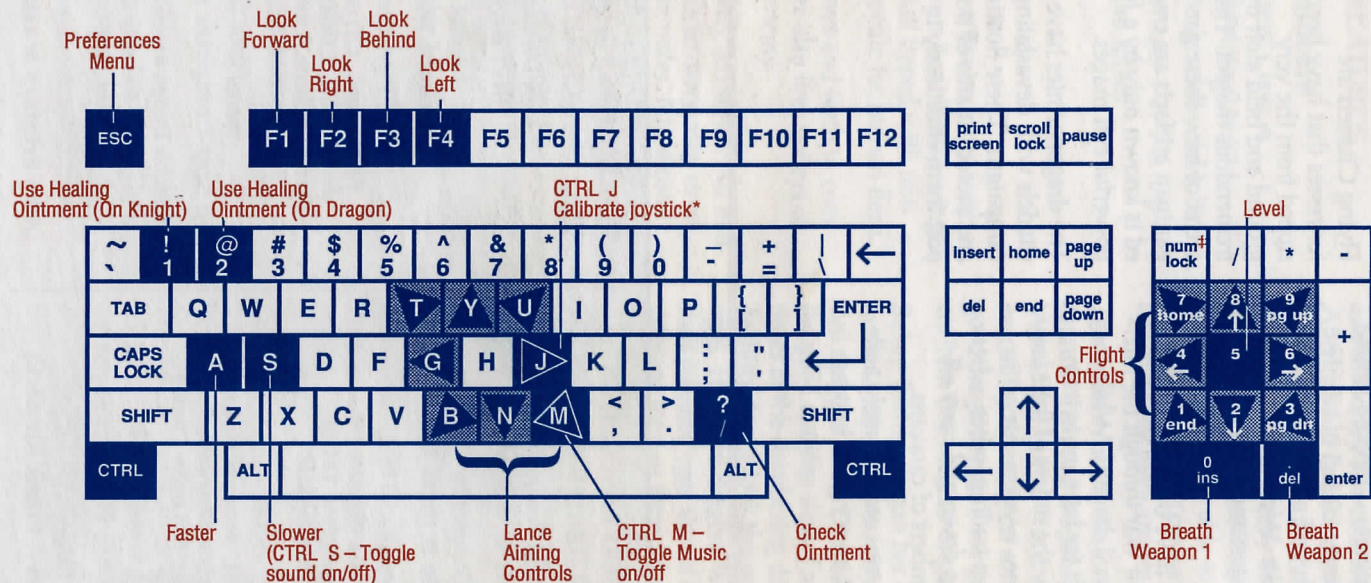 Preferences
Menu
Look
Forward
Look
Right
Look
Behind
Look
Left
ESC
F1 F2 F3 F4 F5 F6 F7 F8 F9 F10 F11 F12
print
screen
scroll
lock
pause
Use Healing
Ointment (On Knight)
Use Healing
Ointment (On Dragon)
CTRL J
Calibrate joystick*
Level
~ ! @ # $ % ^ & * ( ) _ + |
` 1 2 3 4 5 6 7 8 9 0 - = \ ←
TAB Q W E R T Y U I O P { [ } ] ENTER
CAPS
LOCK
A S D F G H J K L : ; " ' ←
SHIFT Z X C V B N M < , > . ? / SHIFT
CTRL ALT ALT CTRL
insert home page
up
del end page
down
↑
← ↓ →
num‡
lock
/ * -
7
home
8
↑
9
pg up
+
Flight
Controls
4
←
5
6
→
1
end
2
↓
3
pg dn
0
ins
.
del
enter
Faster
Slower
(CTRL S – Toggle
sound on/off)
Lance
Aiming
Controls
CTRL M –
Toggle Music
on/off
Check
Ointment
Breath
Weapon 1
Breath
Weapon 2